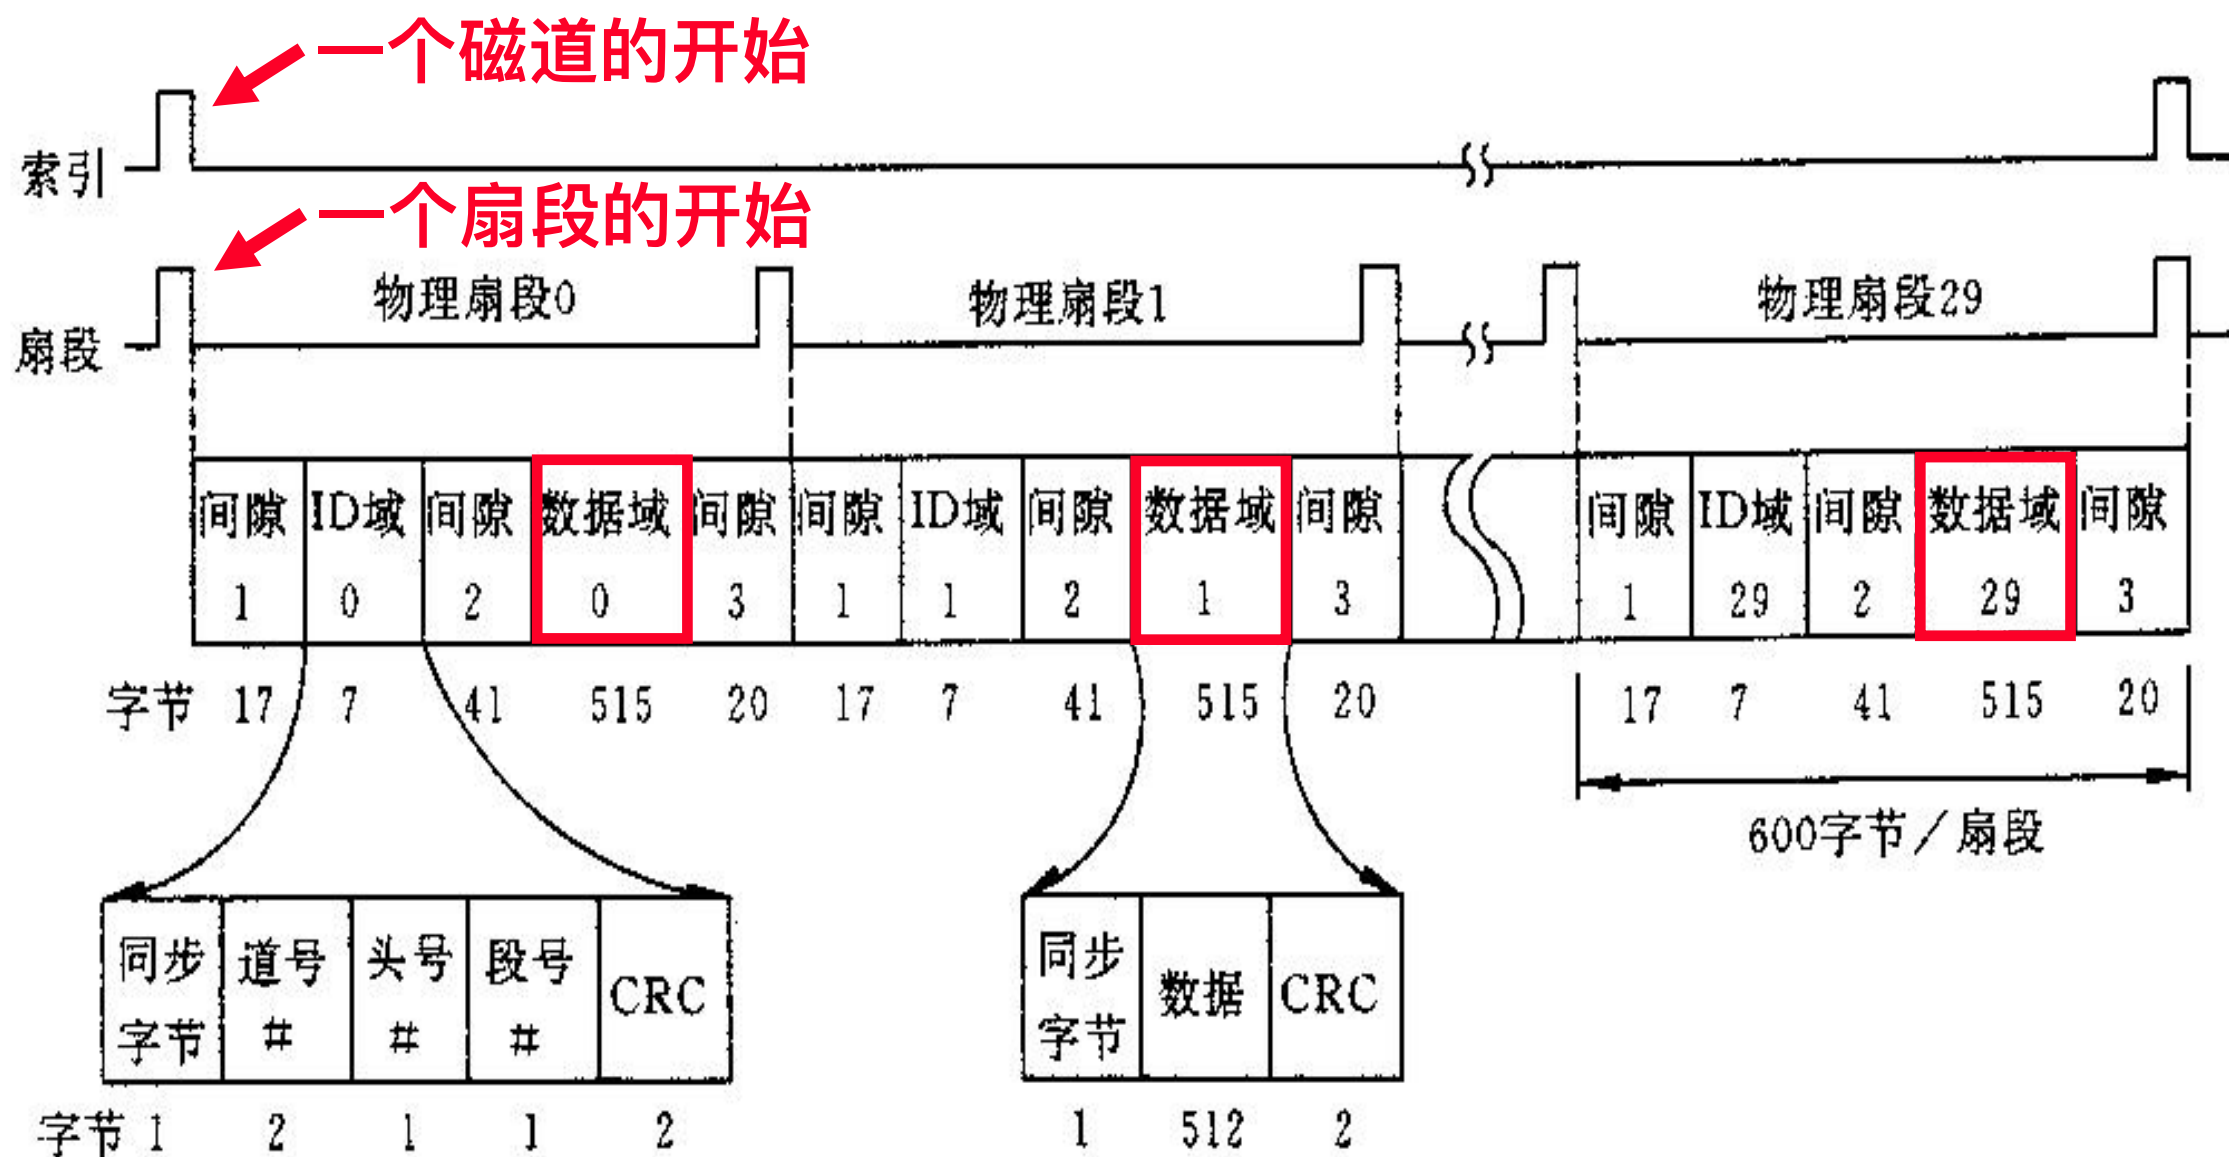 一个磁道的开始
索引
一个扇段的开始
扇段 物理扇段0 物理扇段1 物理扇段29
间隙 ID域 间隙 数据域 间隙 间隙 ID域 间隙 数据域 间隙 间隙 ID域 间隙 数据域 间隙
1 0 2 0 3 1 1 2 1 3 1 29 2 29 3
字节 17 7 41 515 20 17 7 41 515 20 17 7 41 515 20
600字节/扇段
同步 道号 头号 段号 CRC 同步 数据 CRC
字节 # # # 字节
字节 1 2 1 1 2 1 512 2